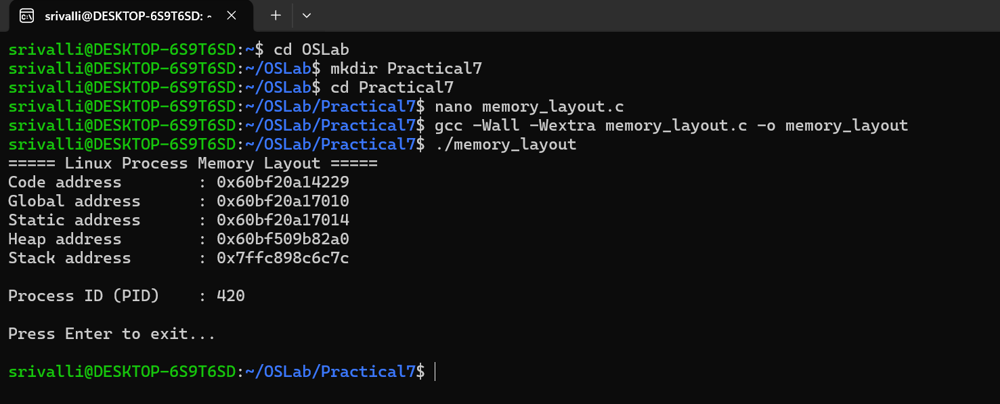 srivalli@DESKTOP-6S9T6SD: ~
srivalli@DESKTOP-6S9T6SD:~$ cd OSLab
srivalli@DESKTOP-6S9T6SD:~/OSLab$ mkdir Practical7
srivalli@DESKTOP-6S9T6SD:~/OSLab$ cd Practical7
srivalli@DESKTOP-6S9T6SD:~/OSLab/Practical7$ nano memory_layout.c
srivalli@DESKTOP-6S9T6SD:~/OSLab/Practical7$ gcc -Wall -Wextra memory_layout.c -o memory_layout
srivalli@DESKTOP-6S9T6SD:~/OSLab/Practical7$ ./memory_layout
===== Linux Process Memory Layout =====
Code address        : 0x60bf20a14229
Global address      : 0x60bf20a17010
Static address      : 0x60bf20a17014
Heap address        : 0x60bf509b82a0
Stack address       : 0x7ffc898c6c7c
Process ID (PID)    : 420
Press Enter to exit...
srivalli@DESKTOP-6S9T6SD:~/OSLab/Practical7$